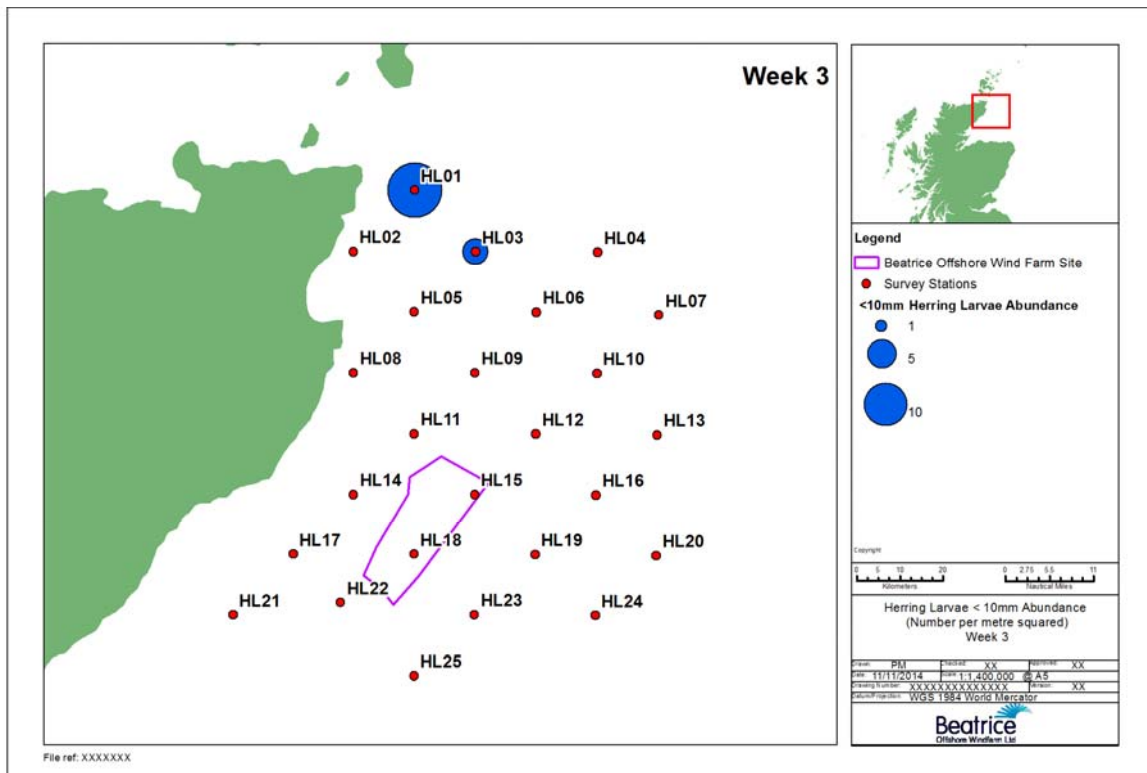 Week 3
HL01
HL02
HL03
HL04
HL05
HL06
HL07
HL08
HL09
HL10
HL11
HL12
HL13
HL14
HL15
HL16
HL17
HL18
HL19
HL20
HL21
HL22
HL23
HL24
HL25
Legend
Beatrice Offshore Wind Farm Site
Survey Stations
<10mm Herring Larvae Abundance
1
5
10
Copyright
0 5 10 20
Kilometers
0 2.75 5.5 11
Nautical Miles
Herring Larvae < 10mm Abundance
(Number per metre squared)
Week 3
Drawn: PM Checked: XX Approved: XX
Date: 11/11/2014 Scale: 1:1,400,000 @ A5
Drawing Number: XXXXXXXXXXXXXX Version: XX
Datum/Projection: WGS 1984 World Mercator
Beatrice
Offshore Windfarm Ltd
File ref: XXXXXXX